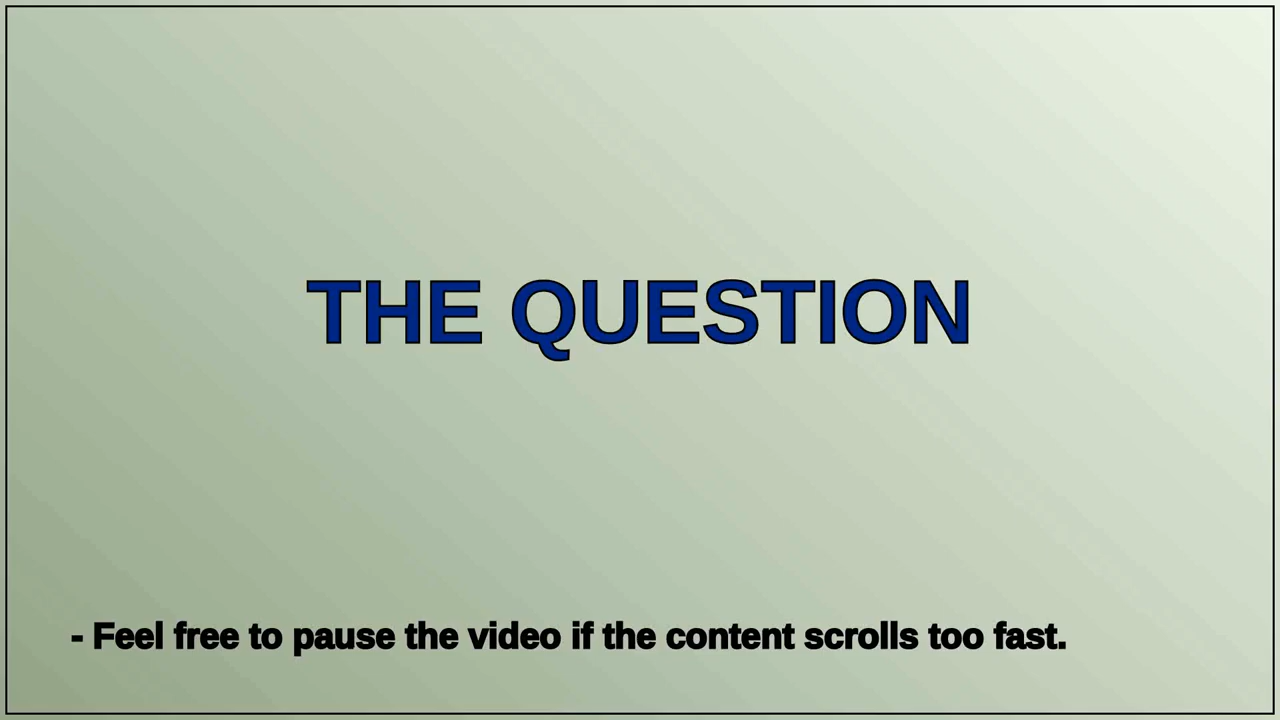 THE QUESTION
- Feel free to pause the video if the content scrolls too fast.